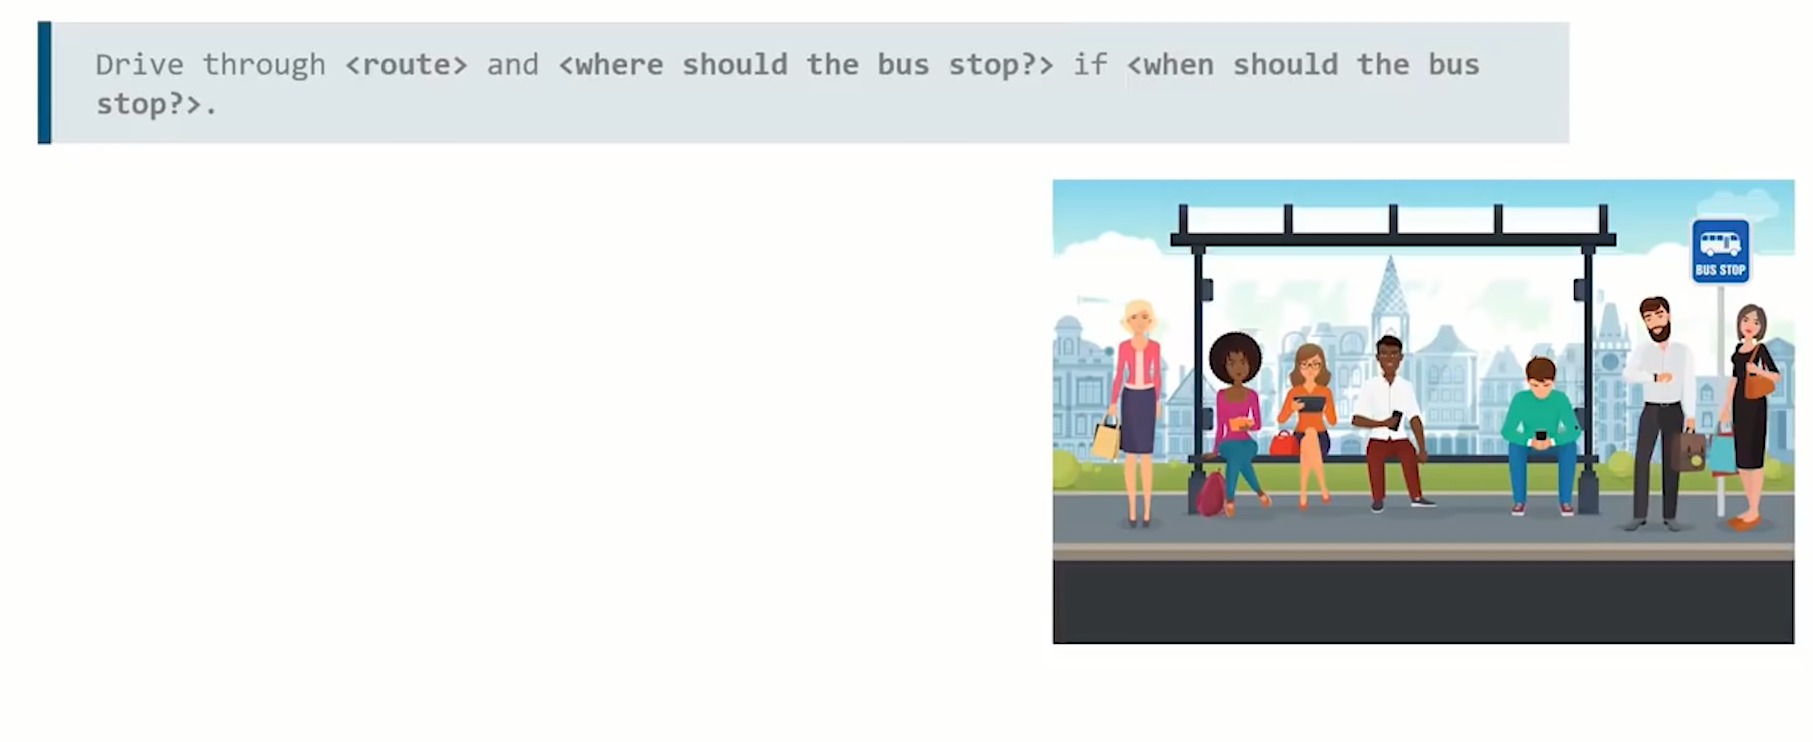 Drive through <route> and <where should the bus stop?> if <when should the bus
stop?>.
BUS STOP